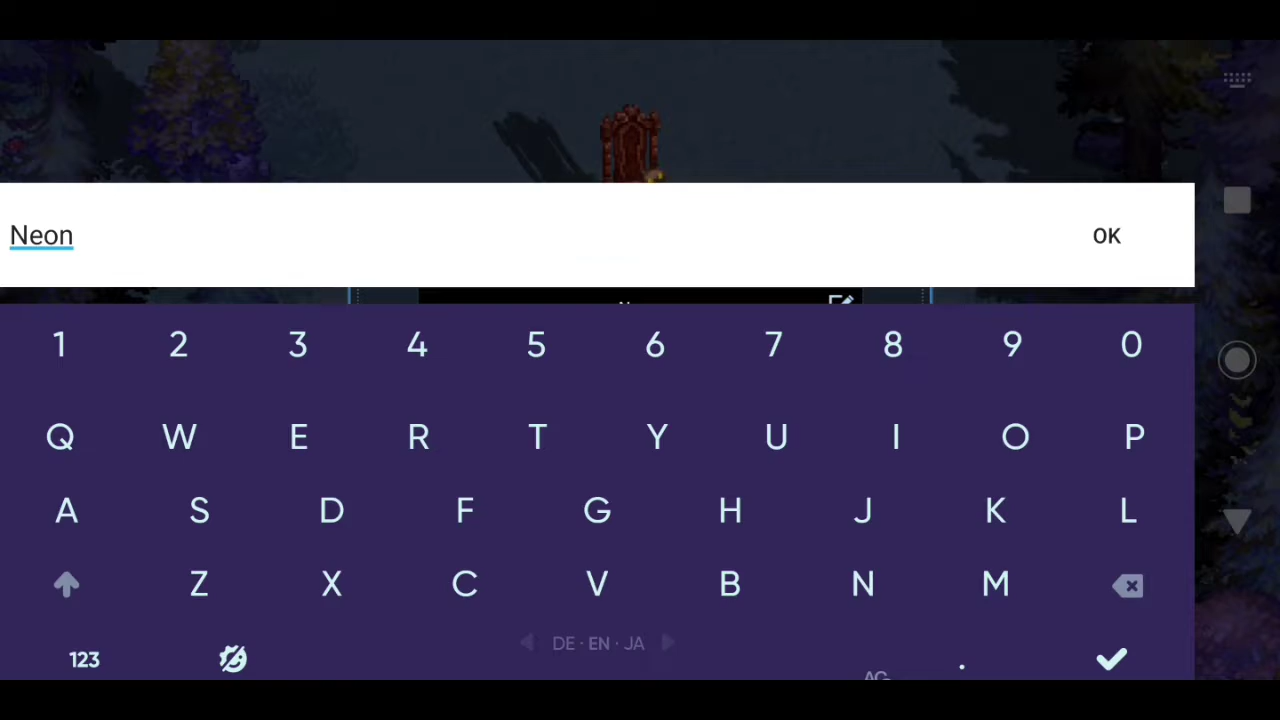 Neon OK
1 2 3 4 5 6 7 8 9 0
Q W E R T Y U I O P
A S D F G H J K L
Z X C V B N M
DE · EN · JA
123 .